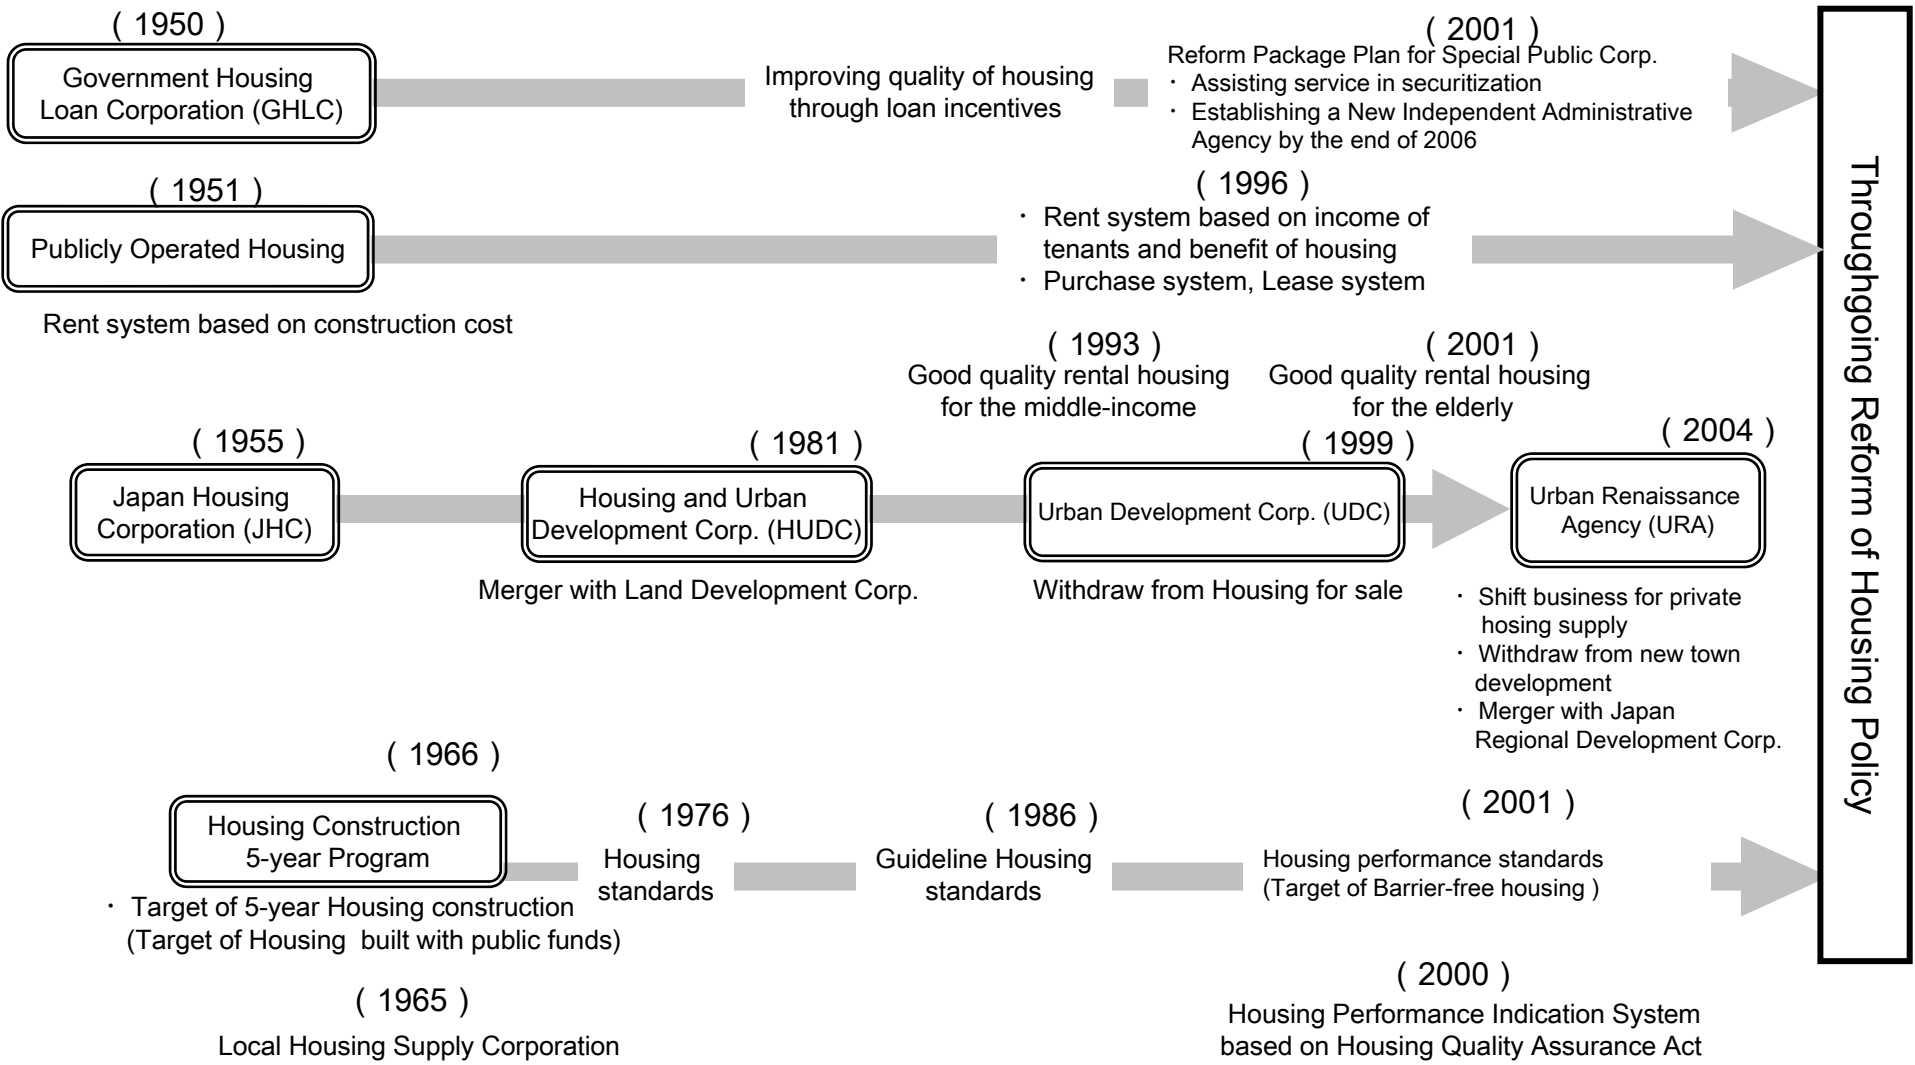 ( 1950 )
Government Housing
Loan Corporation (GHLC)
Improving quality of housing
through loan incentives
( 2001 )
Reform Package Plan for Special Public Corp.
・ Assisting service in securitization
・ Establishing a New Independent Administrative
Agency by the end of 2006
( 1951 )
Publicly Operated Housing
Rent system based on construction cost
( 1996 )
・ Rent system based on income of
tenants and benefit of housing
・ Purchase system, Lease system
( 1993 )
Good quality rental housing
for the middle-income
( 2001 )
Good quality rental housing
for the elderly
( 1955 )
Japan Housing
Corporation (JHC)
( 1981 )
Housing and Urban
Development Corp. (HUDC)
Merger with Land Development Corp.
( 1999 )
Urban Development Corp. (UDC)
Withdraw from Housing for sale
( 2004 )
Urban Renaissance
Agency (URA)
・ Shift business for private
hosing supply
・ Withdraw from new town
development
・ Merger with Japan
Regional Development Corp.
( 1966 )
Housing Construction
5-year Program
・ Target of 5-year Housing construction
(Target of Housing built with public funds)
( 1976 )
Housing
standards
( 1986 )
Guideline Housing
standards
( 2001 )
Housing performance standards
(Target of Barrier-free housing )
( 1965 )
Local Housing Supply Corporation
( 2000 )
Housing Performance Indication System
based on Housing Quality Assurance Act
Throughgoing Reform of Housing Policy